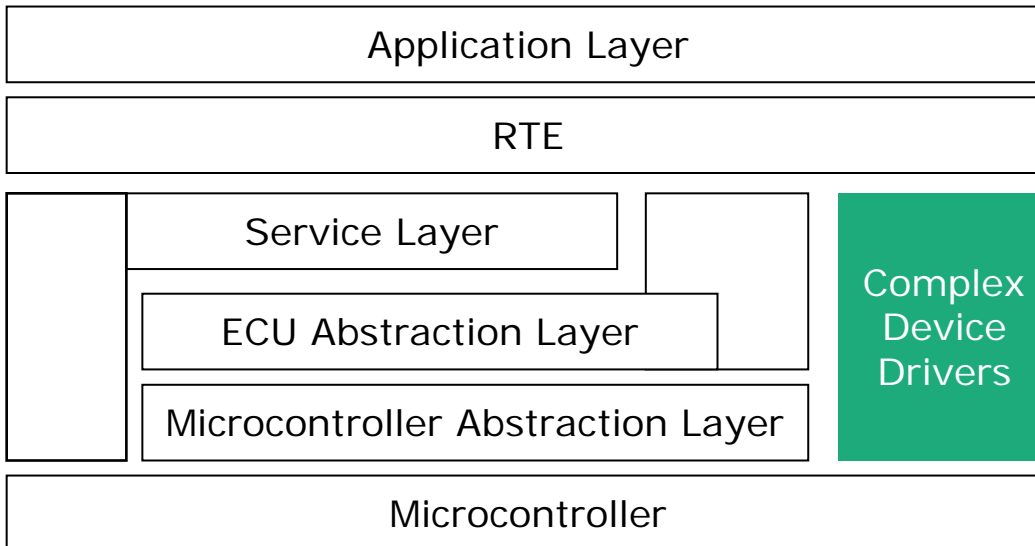 Application Layer
RTE
Service Layer
ECU Abstraction Layer
Microcontroller Abstraction Layer
Complex
Device
Drivers
Microcontroller